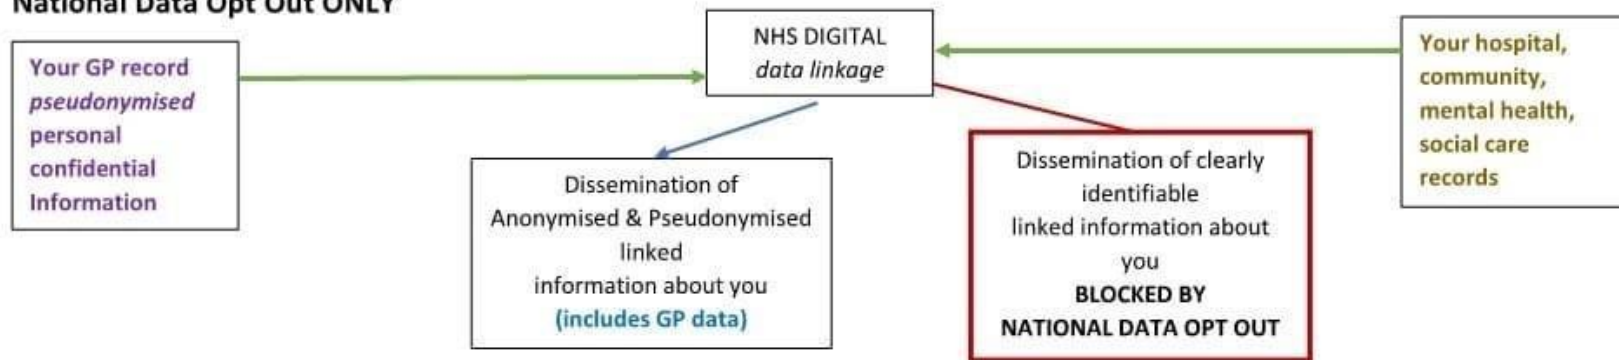 National Data Opt Out ONLY
Your GP record
pseudonymised
personal
confidential
Information
NHS DIGITAL
data linkage
Your hospital,
community,
mental health,
social care
records
Dissemination of
Anonymised & Pseudonymised
linked
information about you
(includes GP data)
Dissemination of clearly
identifiable
linked information about
you
BLOCKED BY
NATIONAL DATA OPT OUT